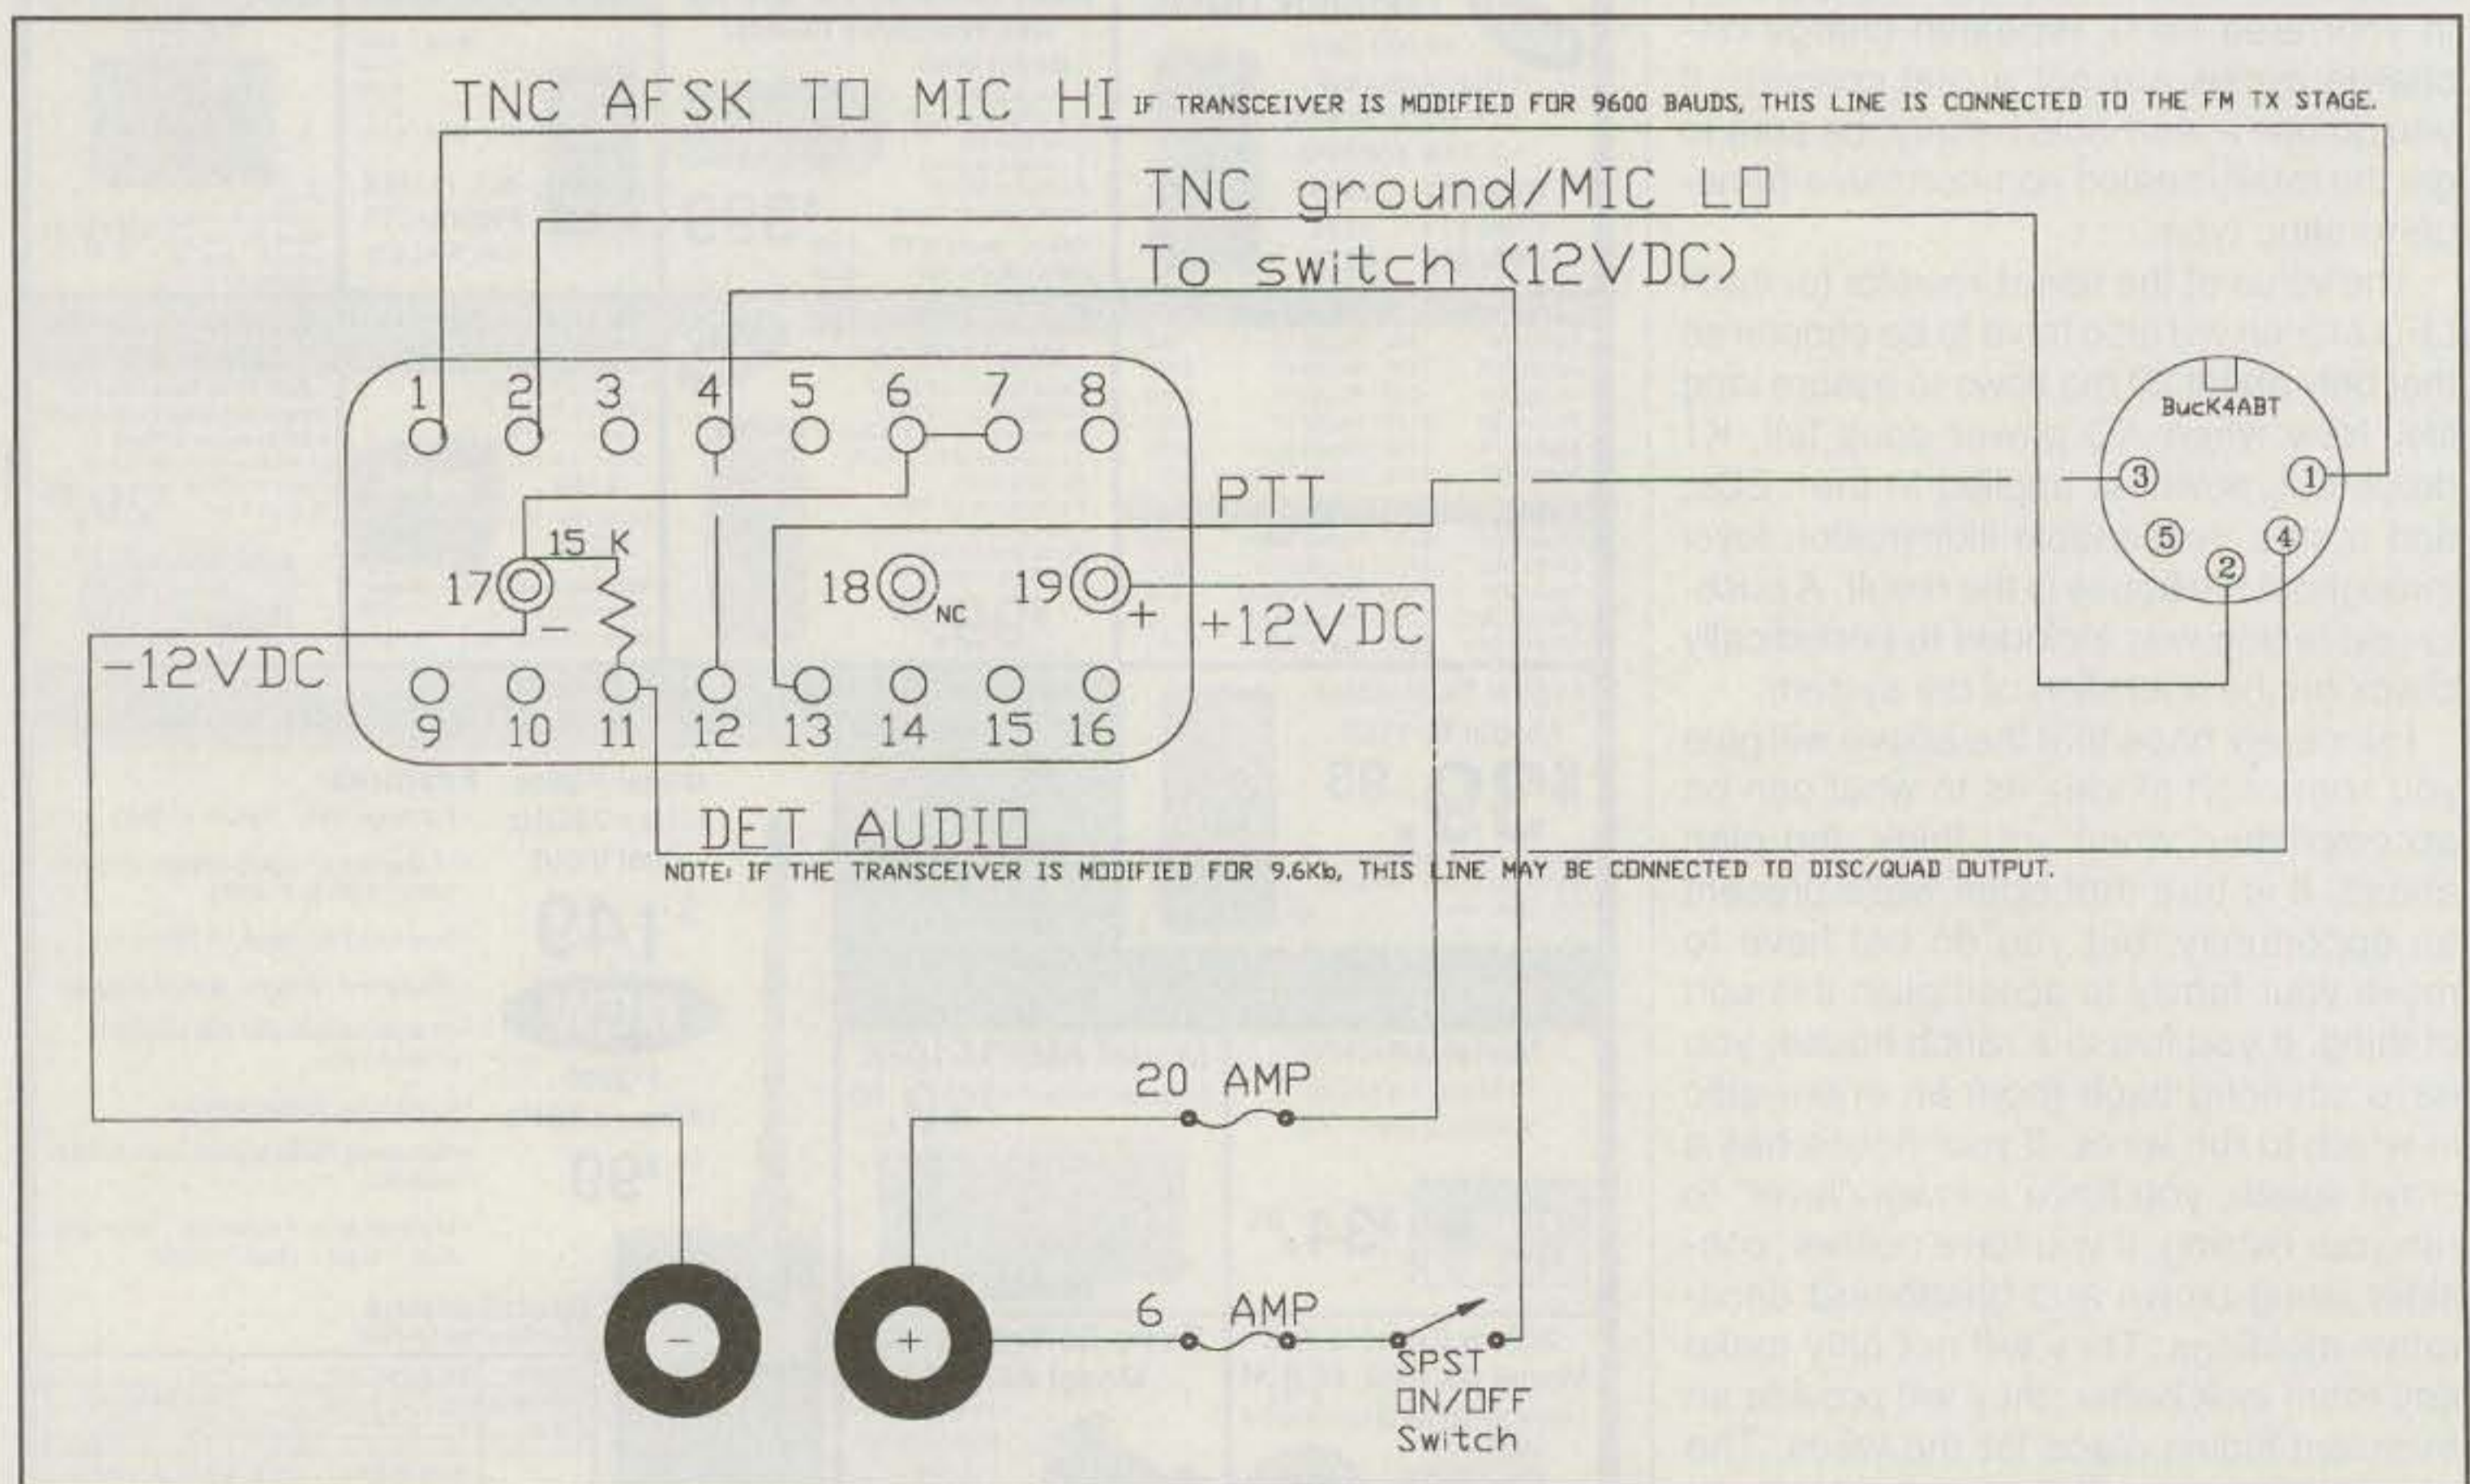 TNC AFSK TO MIC HI IF TRANSCEIVER IS MODIFIED FOR 9600 BAUDS, THIS LINE IS CONNECTED TO THE FM TX STAGE.
TNC ground/MIC LO
To switch (12VDC)
1 2 3 4 5 6 7 8
BucK4ABT
PTT
3 1
15 K
5 4
17 18 NC 19 + 2
-
+12VDC
-12VDC
9 10 11 12 13 14 15 16
DET AUDIO
NOTE: IF THE TRANSCEIVER IS MODIFIED FOR 9.6Kb, THIS LINE MAY BE CONNECTED TO DISC/QUAD OUTPUT.
20 AMP
6 AMP
- +
SPST
ON/OFF
Switch